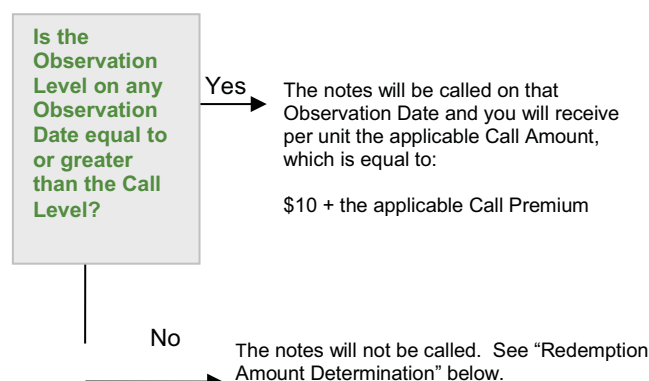 Is the
Observation
Level on any
Observation
Date equal to
or greater
than the Call
Level?
Yes
The notes will be called on that
Observation Date and you will receive
per unit the applicable Call Amount,
which is equal to:
$10 + the applicable Call Premium
No
The notes will not be called. See “Redemption
Amount Determination” below.